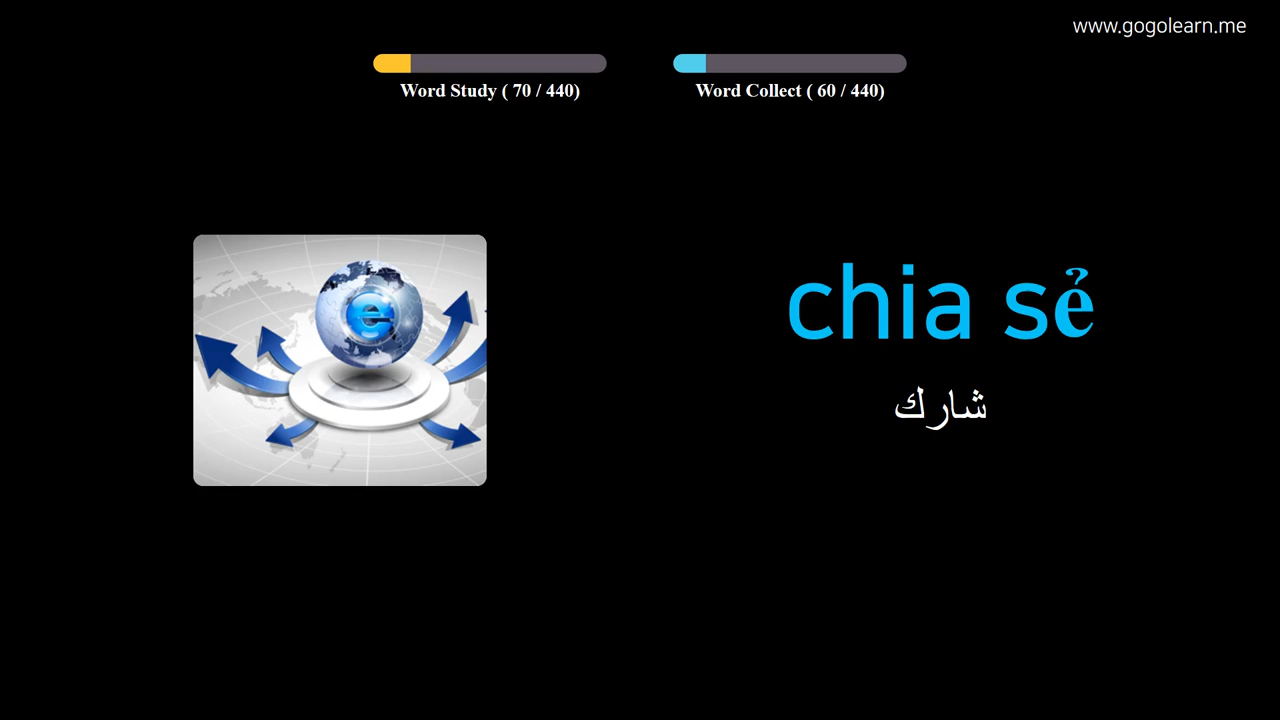 www.gogolearn.me
Word Study ( 70 / 440)
Word Collect ( 60 / 440)
e
chia sẻ
شارك